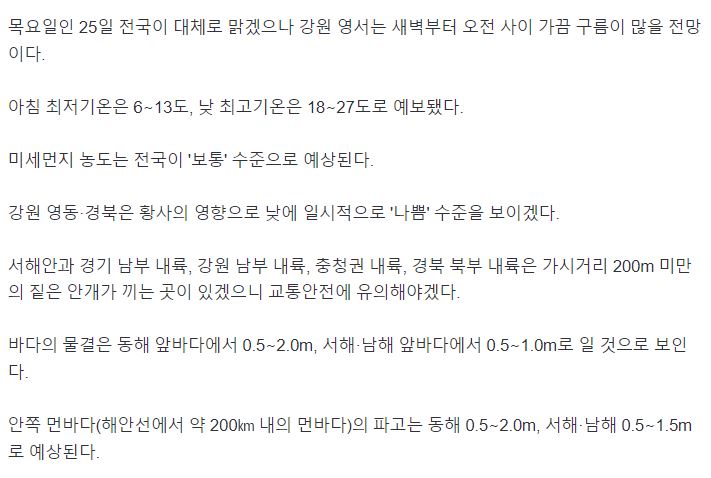 목요일인 25일 전국이 대체로 맑겠으나 강원 영서는 새벽부터 오전 사이 가끔 구름이 많을 전망
이다.
아침 최저기온은 6~13도, 낮 최고기온은 18~27도로 예보됐다.
미세먼지 농도는 전국이 '보통' 수준으로 예상된다.
강원 영동·경북은 황사의 영향으로 낮에 일시적으로 '나쁨' 수준을 보이겠다.
서해안과 경기 남부 내륙, 강원 남부 내륙, 충청권 내륙, 경북 북부 내륙은 가시거리 200m 미만
의 짙은 안개가 끼는 곳이 있겠으니 교통안전에 유의해야겠다.
바다의 물결은 동해 앞바다에서 0.5~2.0m, 서해·남해 앞바다에서 0.5~1.0m로 일 것으로 보인
다.
안쪽 먼바다(해안선에서 약 200㎞ 내의 먼바다)의 파고는 동해 0.5~2.0m, 서해·남해 0.5~1.5m
로 예상된다.